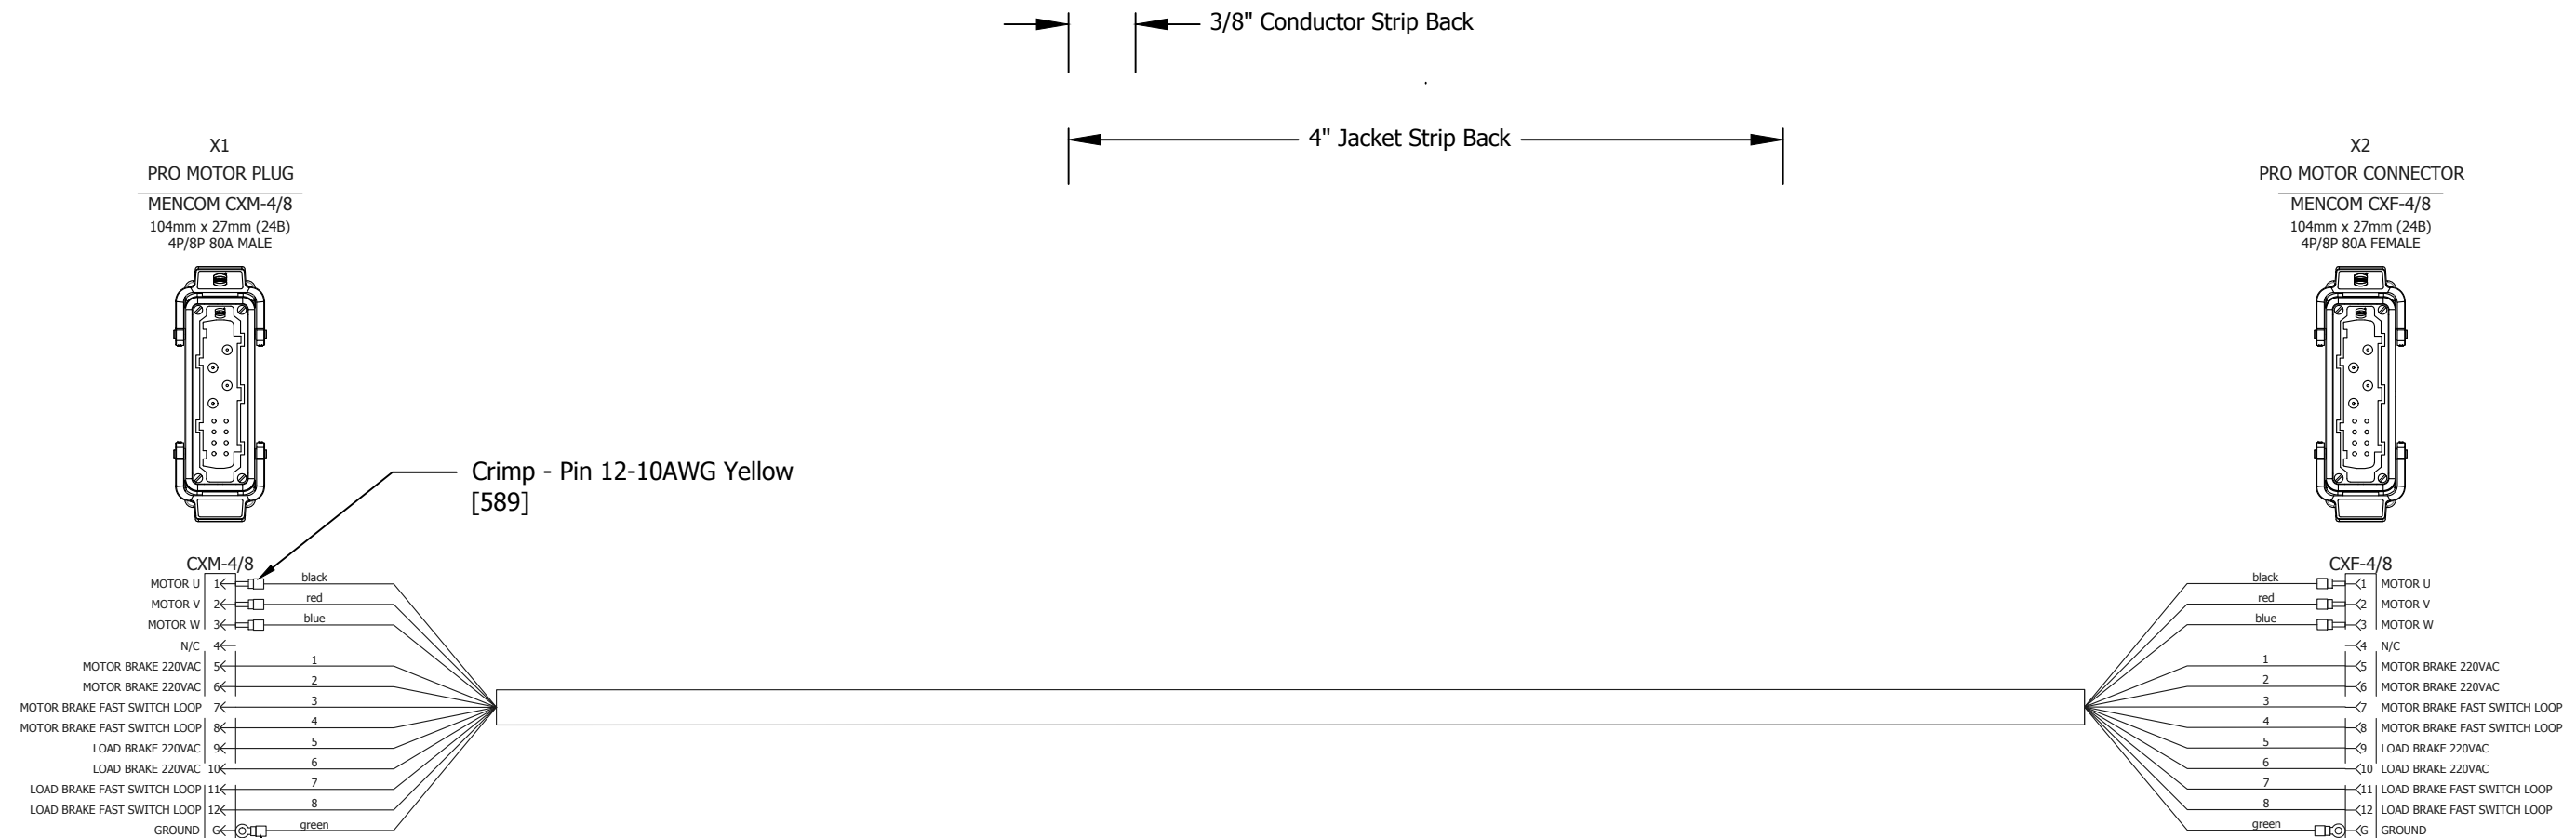 3/8" Conductor Strip Back
4" Jacket Strip Back
X1
PRO MOTOR PLUG
MENCOM CXM-4/8
104mm x 27mm (24B)
4P/8P 80A MALE
X2
PRO MOTOR CONNECTOR
MENCOM CXF-4/8
104mm x 27mm (24B)
4P/8P 80A FEMALE
Crimp - Pin 12-10AWG Yellow
[589]
CXM-4/8
MOTOR U 1 black
MOTOR V 2 red
MOTOR W 3 blue
N/C 4
MOTOR BRAKE 220VAC 5 1
MOTOR BRAKE 220VAC 6 2
MOTOR BRAKE FAST SWITCH LOOP 7 3
MOTOR BRAKE FAST SWITCH LOOP 8 4
LOAD BRAKE 220VAC 9 5
LOAD BRAKE 220VAC 10 6
LOAD BRAKE FAST SWITCH LOOP 11 7
LOAD BRAKE FAST SWITCH LOOP 12 8
GROUND G green
CXF-4/8
black 1 MOTOR U
red 2 MOTOR V
blue 3 MOTOR W
4 N/C
1 5 MOTOR BRAKE 220VAC
2 6 MOTOR BRAKE 220VAC
3 7 MOTOR BRAKE FAST SWITCH LOOP
4 8 MOTOR BRAKE FAST SWITCH LOOP
5 9 LOAD BRAKE 220VAC
6 10 LOAD BRAKE 220VAC
7 11 LOAD BRAKE FAST SWITCH LOOP
8 12 LOAD BRAKE FAST SWITCH LOOP
green G GROUND